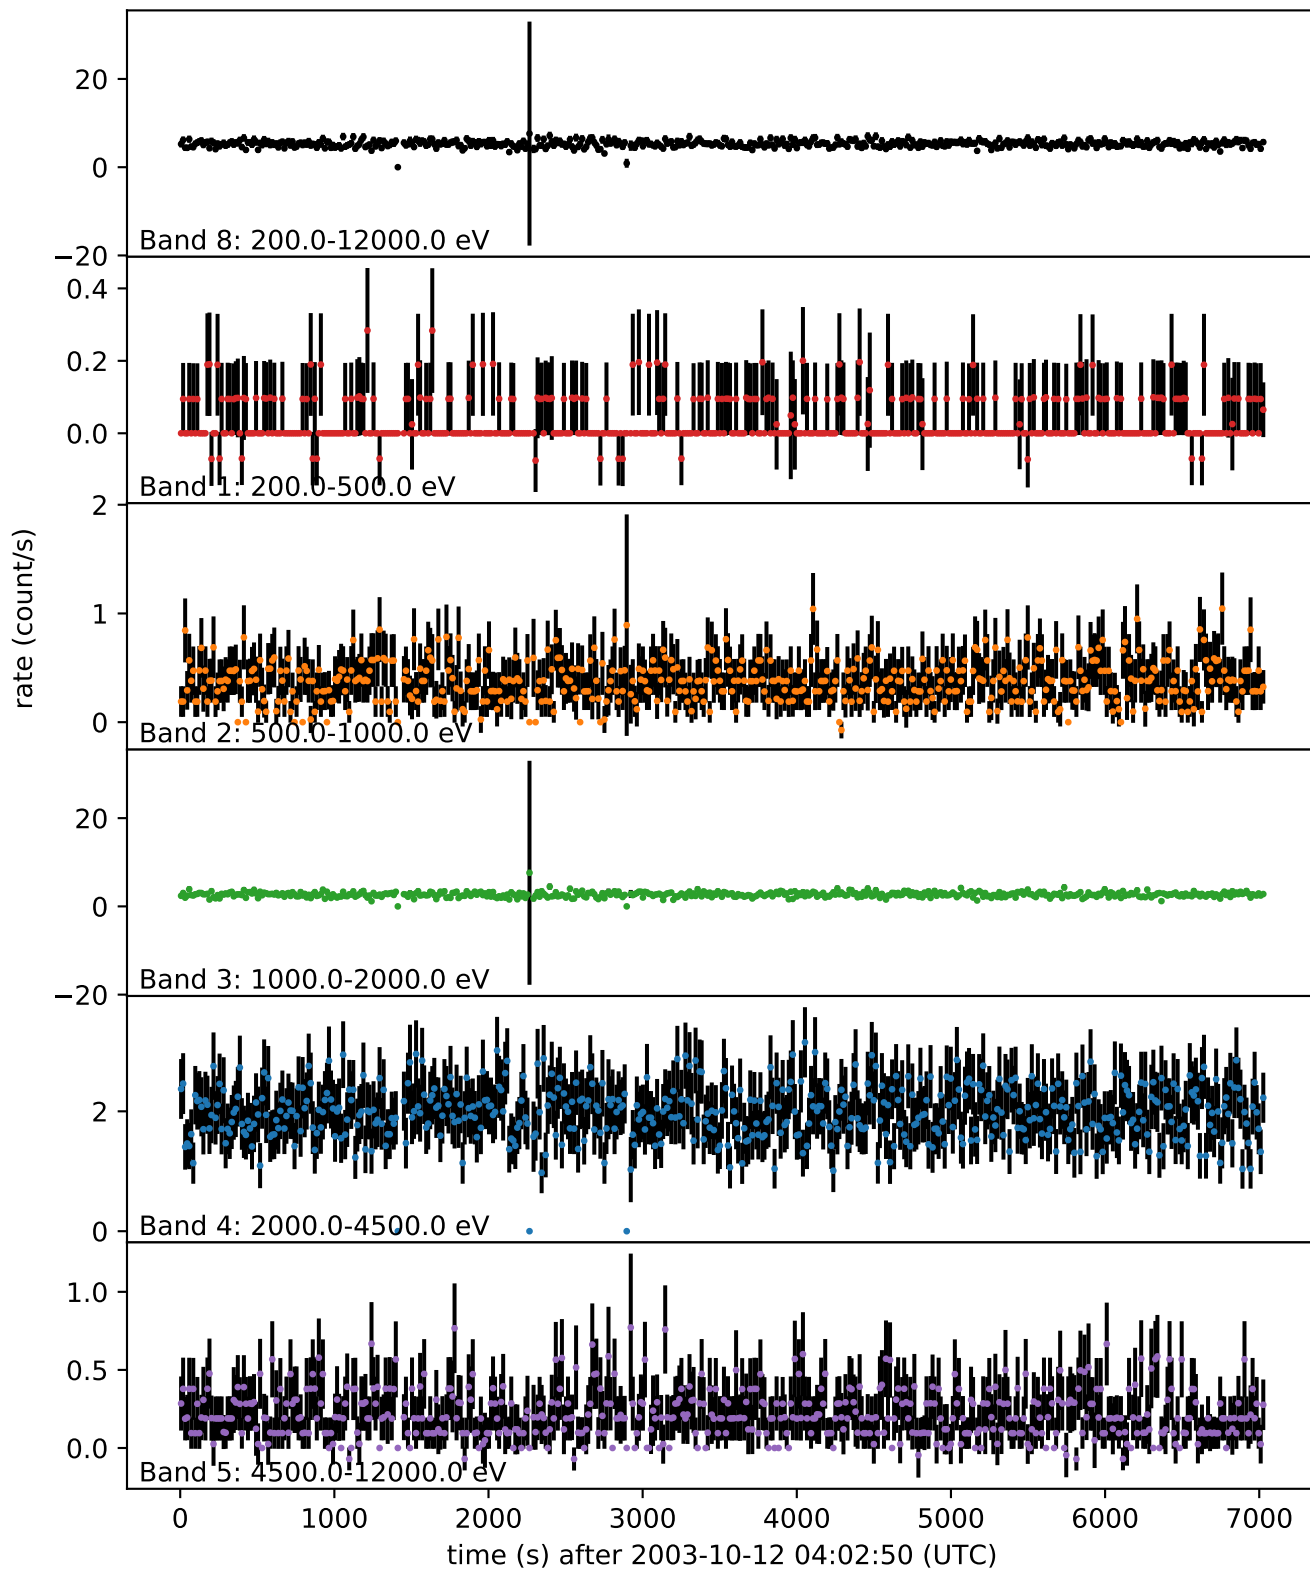 20
0
−20
Band 8: 200.0-12000.0 eV
0.4
0.2
0.0
Band 1: 200.0-500.0 eV
2
1
0
Band 2: 500.0-1000.0 eV
rate (count/s)
20
0
−20
Band 3: 1000.0-2000.0 eV
2
0
Band 4: 2000.0-4500.0 eV
1.0
0.5
0.0
Band 5: 4500.0-12000.0 eV
0 1000 2000 3000 4000 5000 6000 7000
time (s) after 2003-10-12 04:02:50 (UTC)